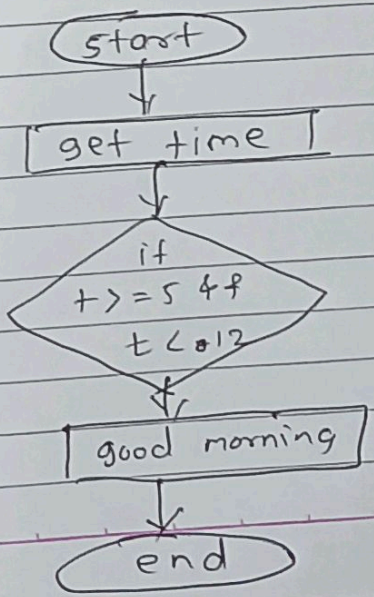 start
get time
if
t >= 5 &&
t < 12
good morning
end